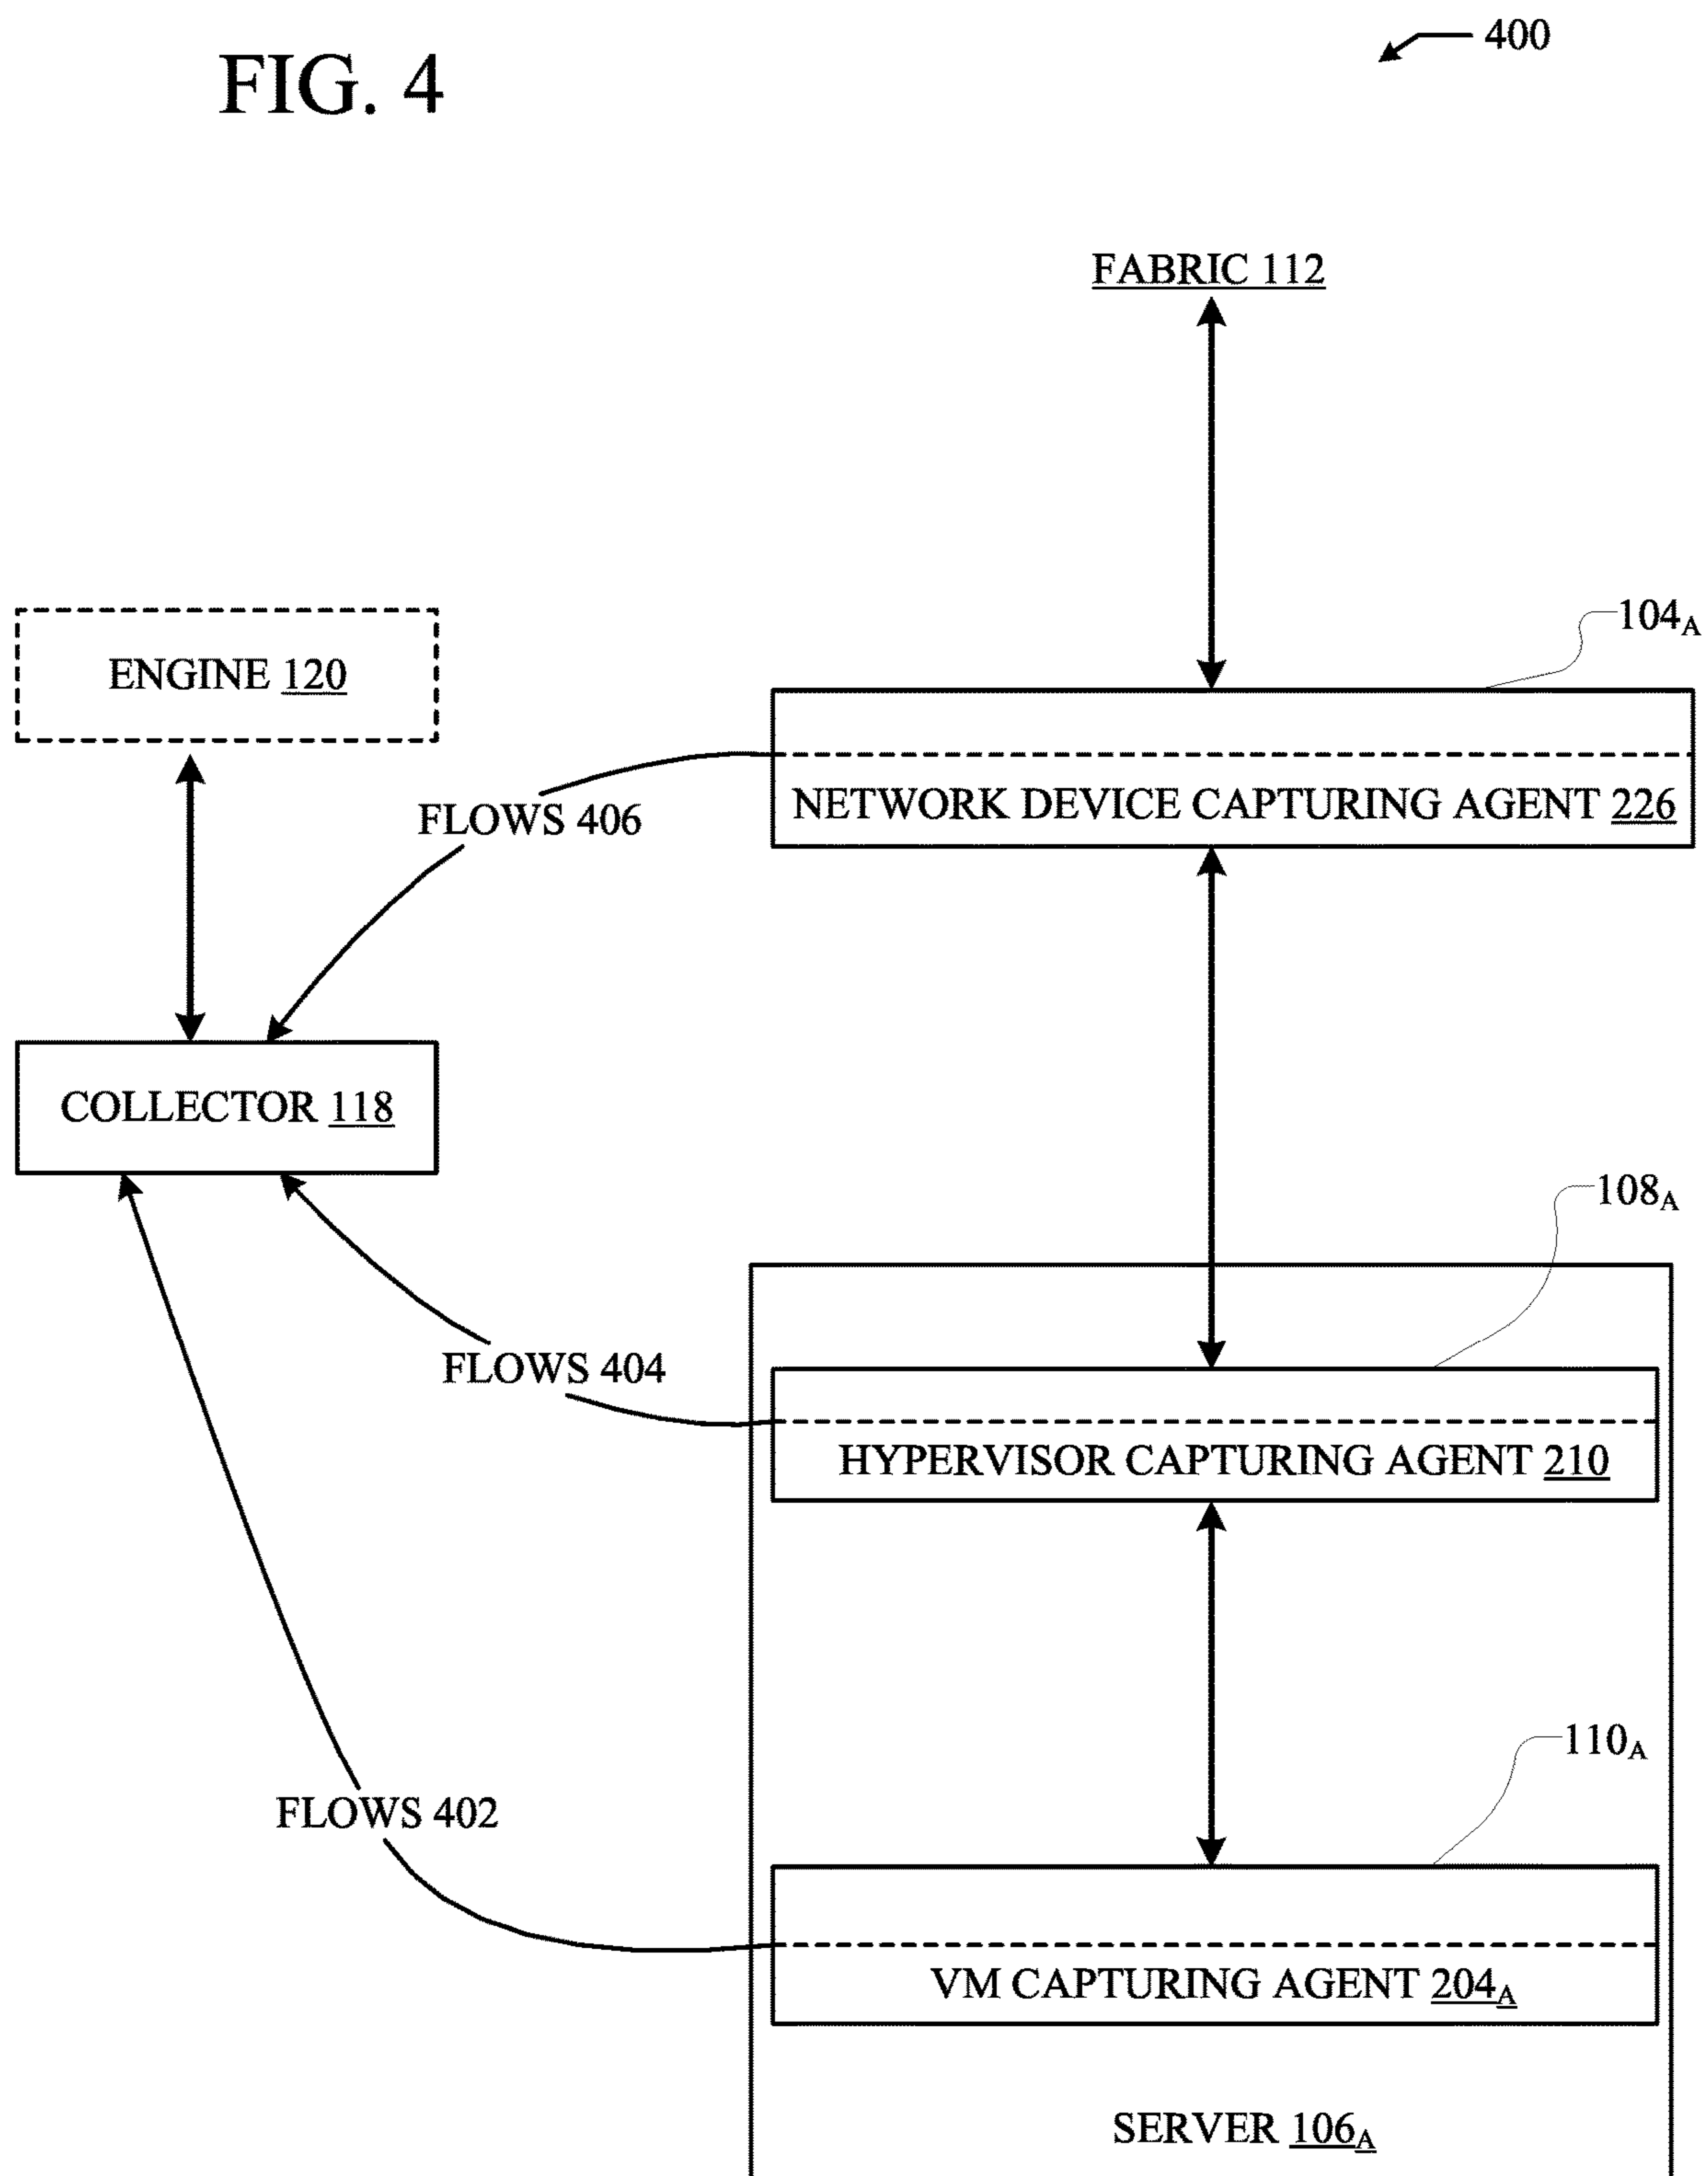 FIG. 4
400
FABRIC 112
104A
ENGINE 120
NETWORK DEVICE CAPTURING AGENT 226
FLOWS 406
COLLECTOR 118
108A
FLOWS 404
HYPERVISOR CAPTURING AGENT 210
110A
FLOWS 402
VM CAPTURING AGENT 204A
SERVER 106A